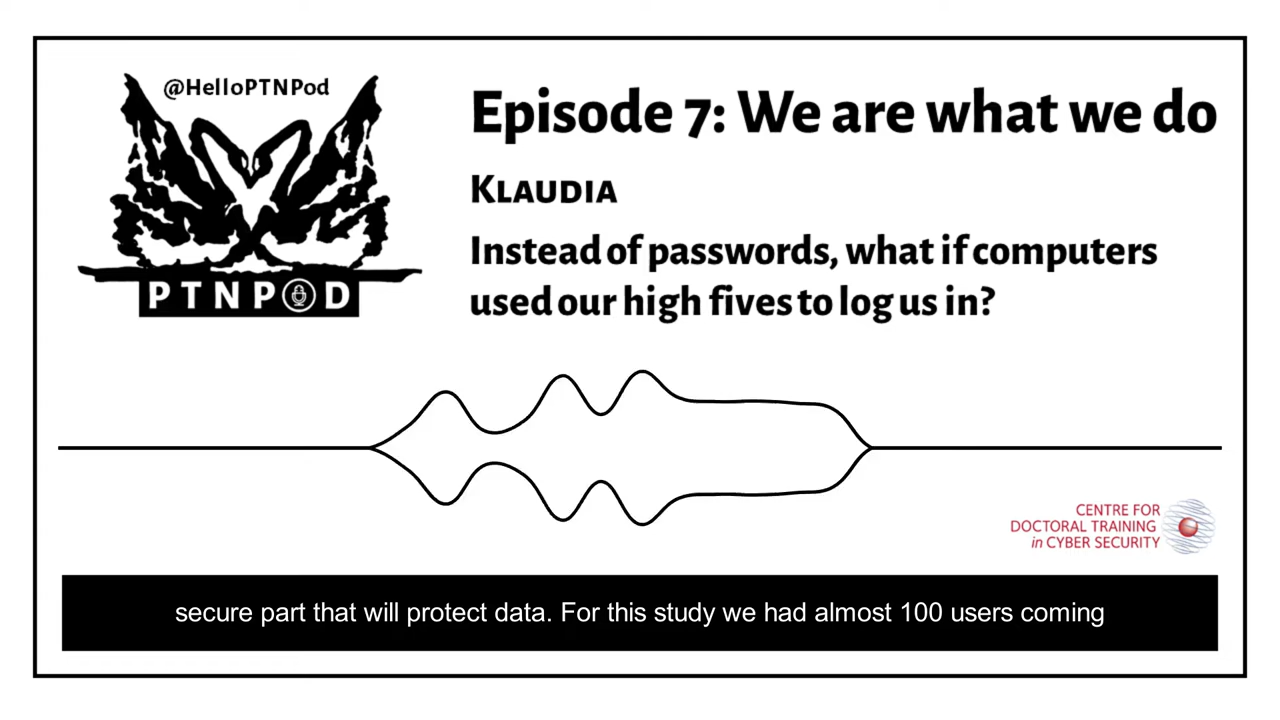 @HelloPTNPod
Episode 7: We are what we do
KLAUDIA
Instead of passwords, what if computers
used our high fives to log us in?
PTNPOD
CENTRE FOR
DOCTORAL TRAINING
in CYBER SECURITY
secure part that will protect data. For this study we had almost 100 users coming